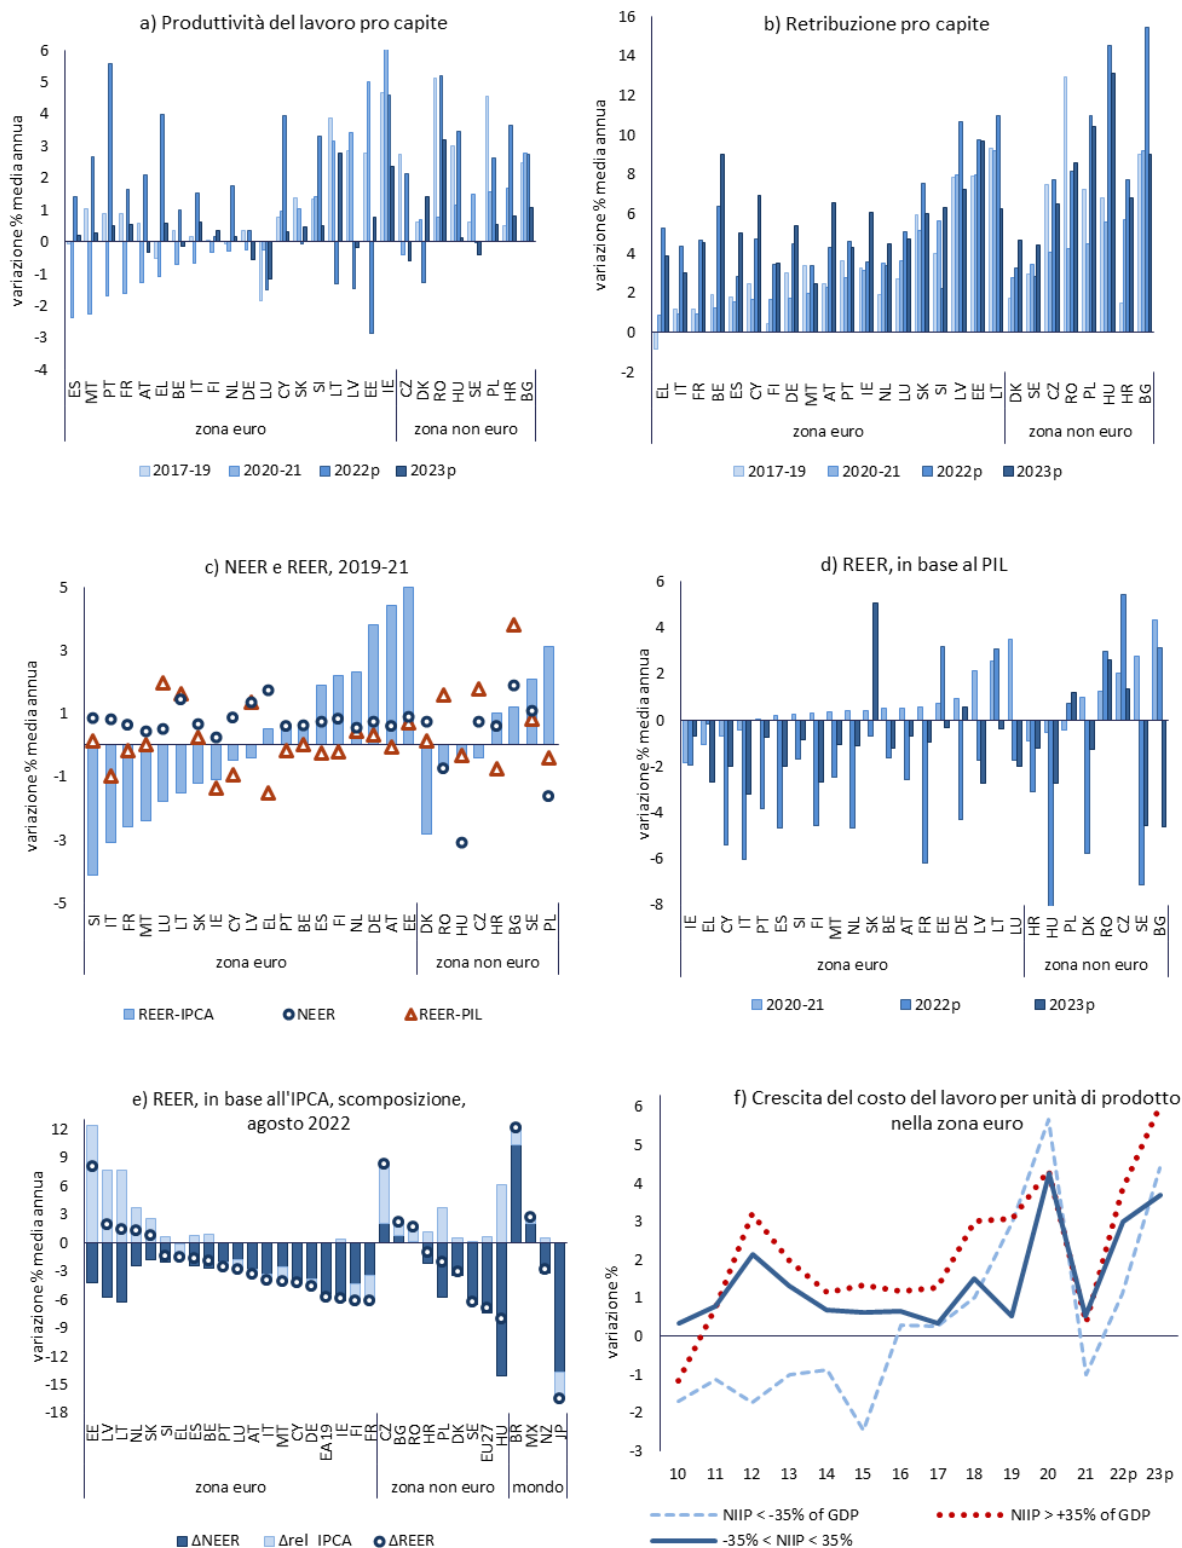 a) Produttività del lavoro pro capite
variazione % media annua
6
5
4
3
2
1
0
-1
-2
-3
-4
ES MT PT FR AT EL BE IT FI NL DE LU CY SK SI LT LV EE IE CZ DK RO HU SE PL HR BG
zona euro zona non euro
2017-19 2020-21 2022p 2023p
b) Retribuzione pro capite
variazione % media annua
16
14
12
10
8
6
4
2
0
-2
EL IT FR BE ES CY FI DE MT AT PT IE NL LU SK SI LV EE LT DK SE CZ RO PL HU HR BG
zona euro zona non euro
2017-19 2020-21 2022p 2023p
c) NEER e REER, 2019-21
variazione % media annua
5
3
1
-1
-3
-5
SI IT FR MT LU LT SK IE CY LV EL PT BE ES FI NL DE AT EE DK RO HU CZ HR BG SE PL
zona euro zona non euro
REER-IPCA NEER REER-PIL
d) REER, in base al PIL
variazione % media annua
6
4
2
0
-2
-4
-6
-8
IE EL CY IT PT ES SI FI MT NL SK BE AT FR EE DE LV LT LU HR HU PL DK RO CZ SE BG
zona euro zona non euro
2020-21 2022p 2023p
e) REER, in base all'IPCA, scomposizione,
agosto 2022
variazione % media annua
12
9
6
3
0
-3
-6
-9
-12
-15
-18
EE LV LT NL SK SI EL ES BE PT LU AT IT MT CY DE EA19 IE FI FR CZ BG RO HR PL DK SE EU27 HU BR MX NZ JP
zona euro zona non euro mondo
ΔNEER Δrel_IPCA ΔREER
f) Crescita del costo del lavoro per unità di prodotto
nella zona euro
variazione %
6
5
4
3
2
1
0
-1
-2
-3
10 11 12 13 14 15 16 17 18 19 20 21 22p 23p
NIIP < -35% of GDP NIIP > +35% of GDP
-35% < NIIP < 35%